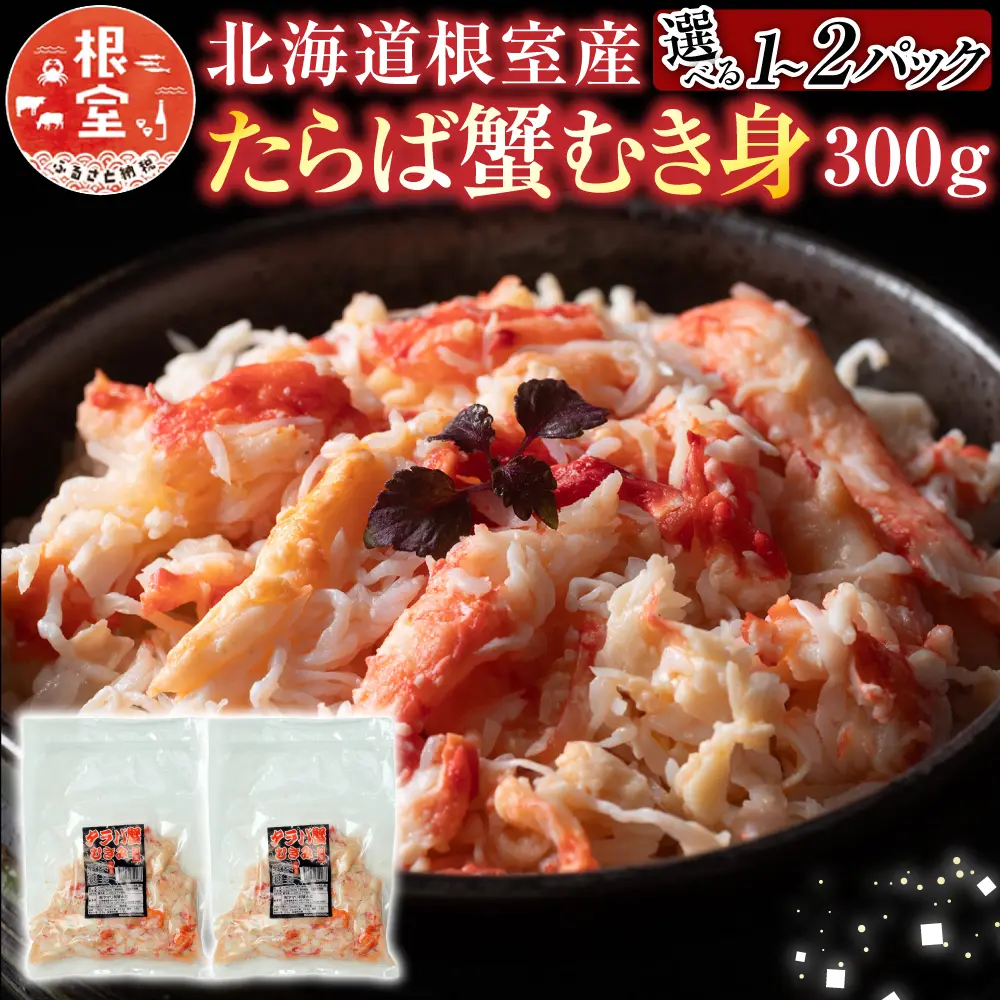 根室
ふるさと納税
北海道根室産
選べる1~2パック
たらば蟹むき身 300g
タラバ蟹
むき身
タラバ蟹
むき身